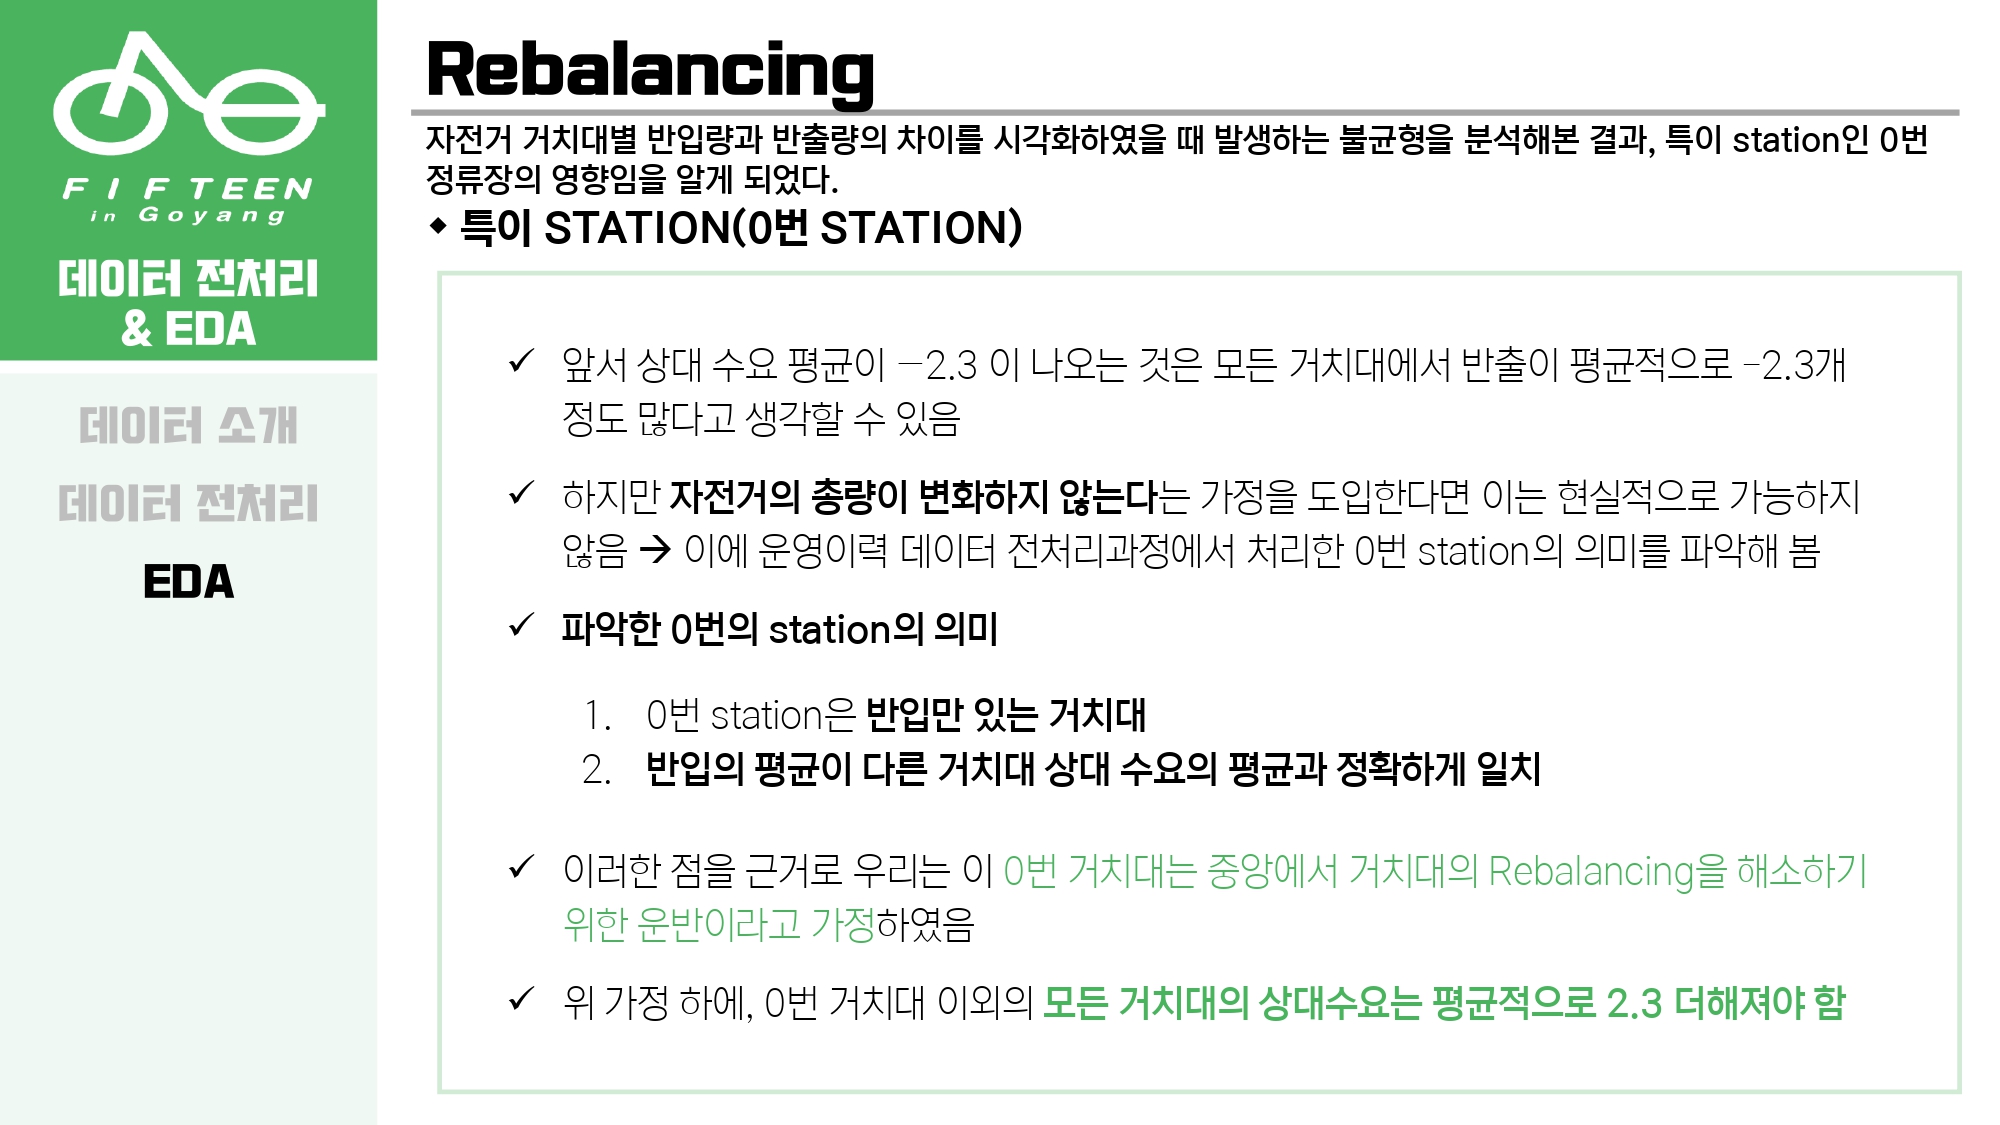 FIFTEEN
in Goyang
데이터 전처리
& EDA
데이터 소개
데이터 전처리
EDA
Rebalancing
자전거 거치대별 반입량과 반출량의 차이를 시각화하였을 때 발생하는 불균형을 분석해본 결과, 특이 station인 0번
정류장의 영향임을 알게 되었다.
◆ 특이 STATION(0번 STATION)
✓ 앞서 상대 수요 평균이 –2.3 이 나오는 것은 모든 거치대에서 반출이 평균적으로 -2.3개
정도 많다고 생각할 수 있음
✓ 하지만 자전거의 총량이 변화하지 않는다는 가정을 도입한다면 이는 현실적으로 가능하지
않음 → 이에 운영이력 데이터 전처리과정에서 처리한 0번 station의 의미를 파악해 봄
✓ 파악한 0번의 station의 의미
1. 0번 station은 반입만 있는 거치대
2. 반입의 평균이 다른 거치대 상대 수요의 평균과 정확하게 일치
✓ 이러한 점을 근거로 우리는 이 0번 거치대는 중앙에서 거치대의 Rebalancing을 해소하기
위한 운반이라고 가정하였음
✓ 위 가정 하에, 0번 거치대 이외의 모든 거치대의 상대수요는 평균적으로 2.3 더해져야 함